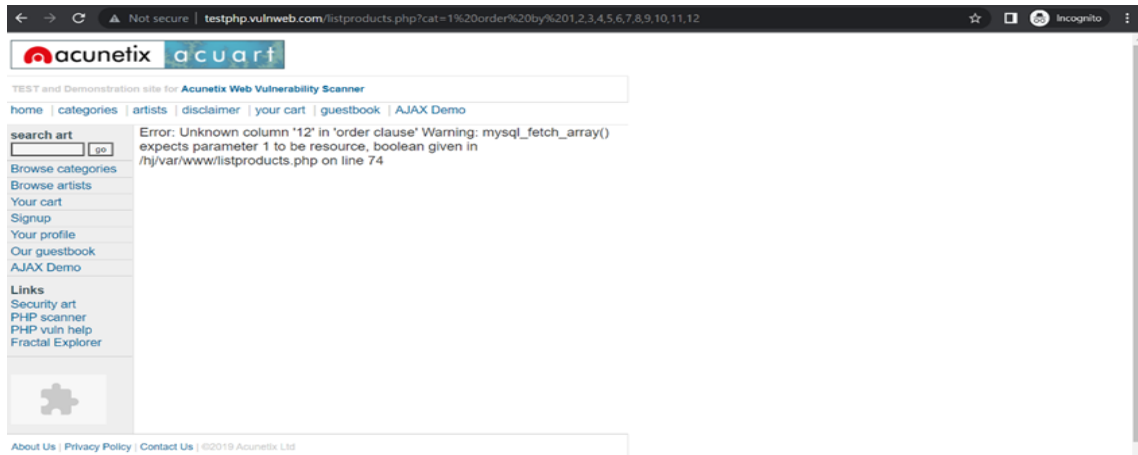 Not secure | testphp.vulnweb.com/listproducts.php?cat=1%20order%20by%201,2,3,4,5,6,7,8,9,10,11,12
Incognito
acunetix acuart
TEST and Demonstration site for Acunetix Web Vulnerability Scanner
home | categories | artists | disclaimer | your cart | guestbook | AJAX Demo
search art
go
Browse categories
Browse artists
Your cart
Signup
Your profile
Our guestbook
AJAX Demo
Links
Security art
PHP scanner
PHP vuln help
Fractal Explorer
Error: Unknown column '12' in 'order clause' Warning: mysql_fetch_array()
expects parameter 1 to be resource, boolean given in
/hj/var/www/listproducts.php on line 74
About Us | Privacy Policy | Contact Us | ©2019 Acunetix Ltd